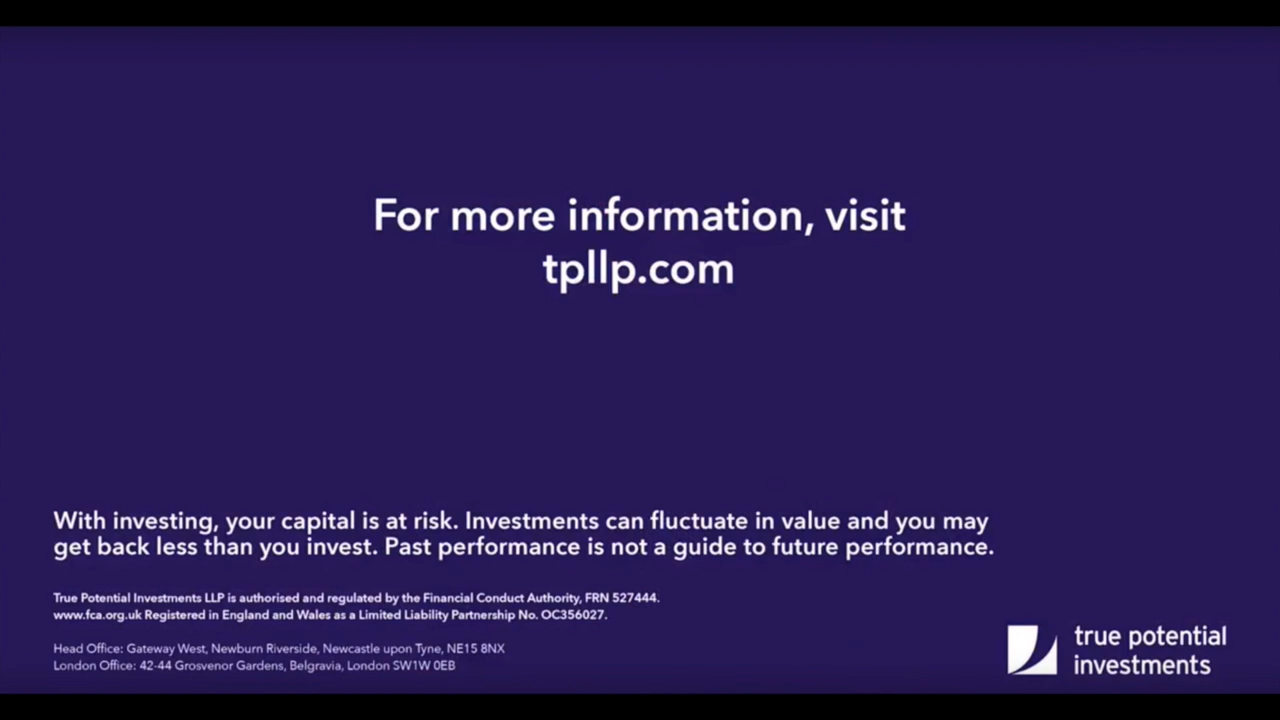 For more information, visit
tpllp.com
With investing, your capital is at risk. Investments can fluctuate in value and you may
get back less than you invest. Past performance is not a guide to future performance.
True Potential Investments LLP is authorised and regulated by the Financial Conduct Authority, FRN 527444.
www.fca.org.uk Registered in England and Wales as a Limited Liability Partnership No. OC356027.
Head Office: Gateway West, Newburn Riverside, Newcastle upon Tyne, NE15 8NX
London Office: 42-44 Grosvenor Gardens, Belgravia, London SW1W 0EB
true potential
investments